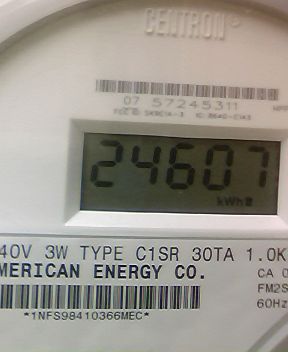 CENTRON®
07 57245311
24607
kWh
40V 3W TYPE C1SR 30TA 1.0K
MERICAN ENERGY CO.
CA 0
FM2S
60Hz
*1NFS98410366MEC*